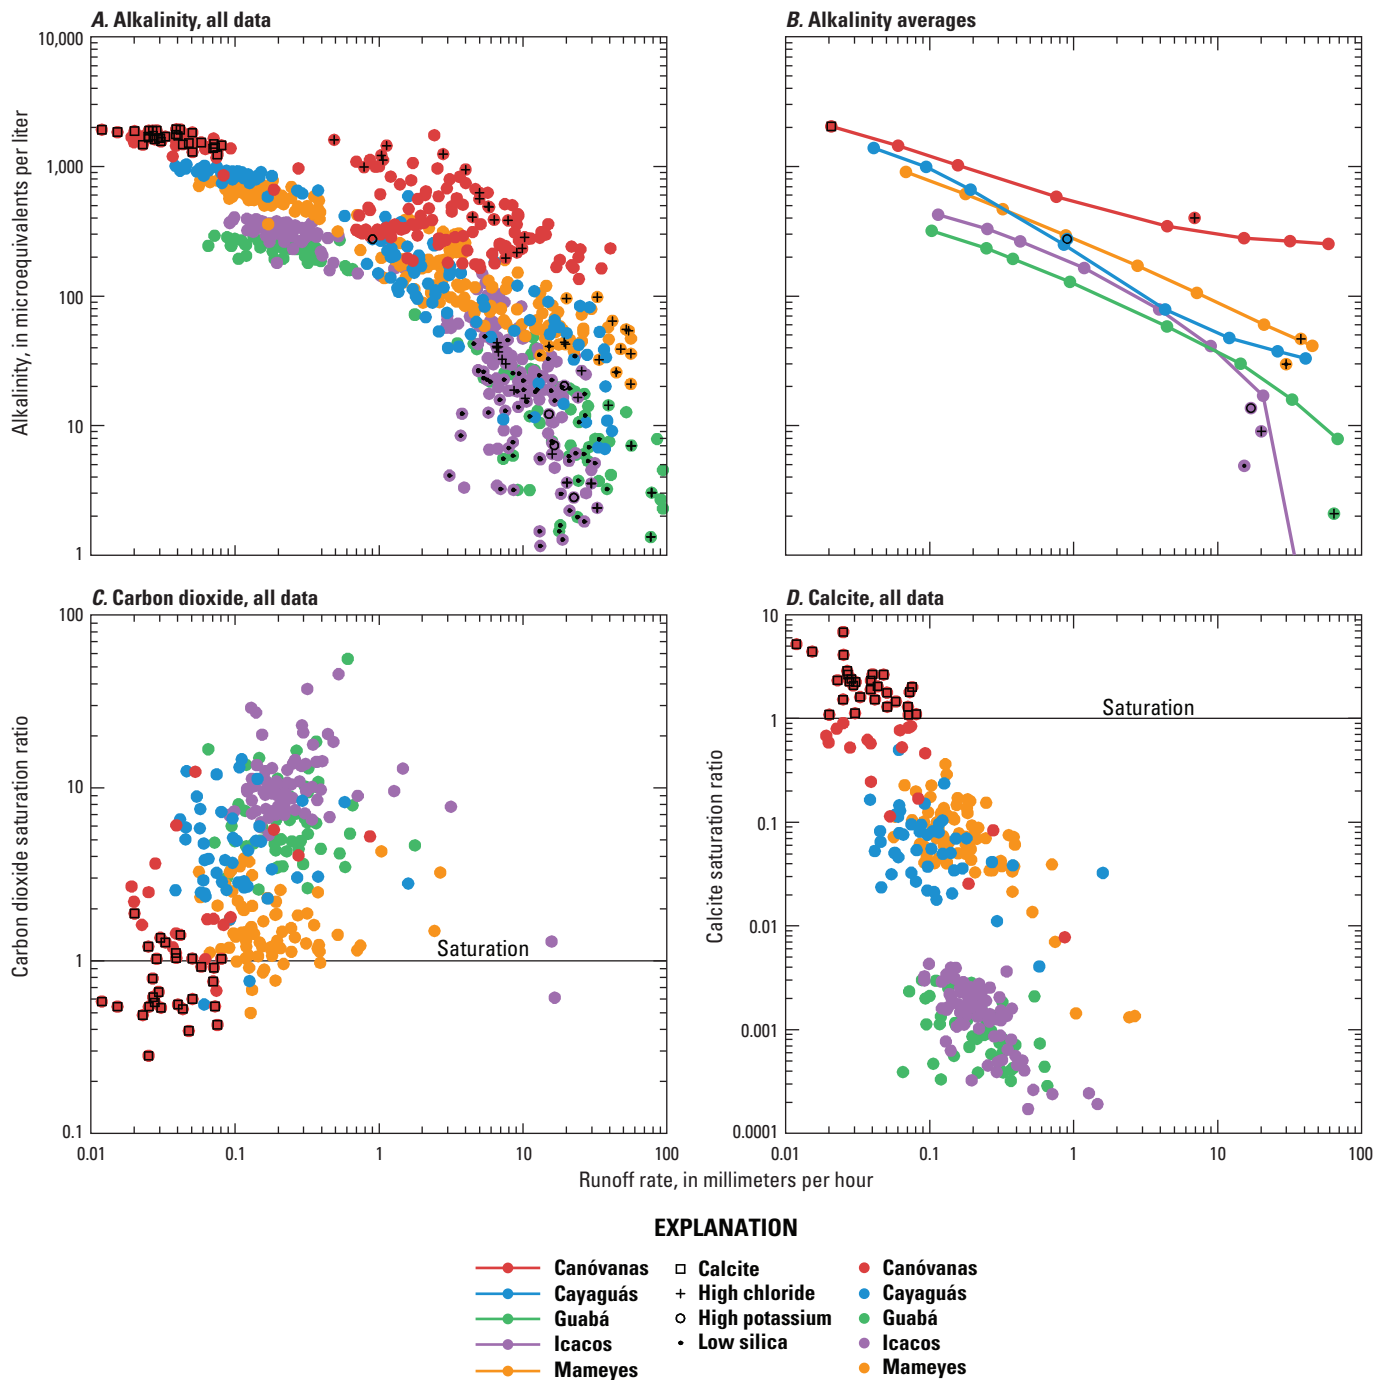 A. Alkalinity, all data
B. Alkalinity averages
10,000
1,000
100
10
1
Alkalinity, in microequivalents per liter
C. Carbon dioxide, all data
D. Calcite, all data
100
10
1
0.1
Carbon dioxide saturation ratio
Saturation
0.01
0.1
1
10
100
10
1
0.1
0.01
0.001
0.0001
Calcite saturation ratio
Saturation
0.01
0.1
1
10
100
Runoff rate, in millimeters per hour
EXPLANATION
Canóvanas
Cayaguás
Guabá
Icacos
Mameyes
Calcite
High chloride
High potassium
Low silica
Canóvanas
Cayaguás
Guabá
Icacos
Mameyes